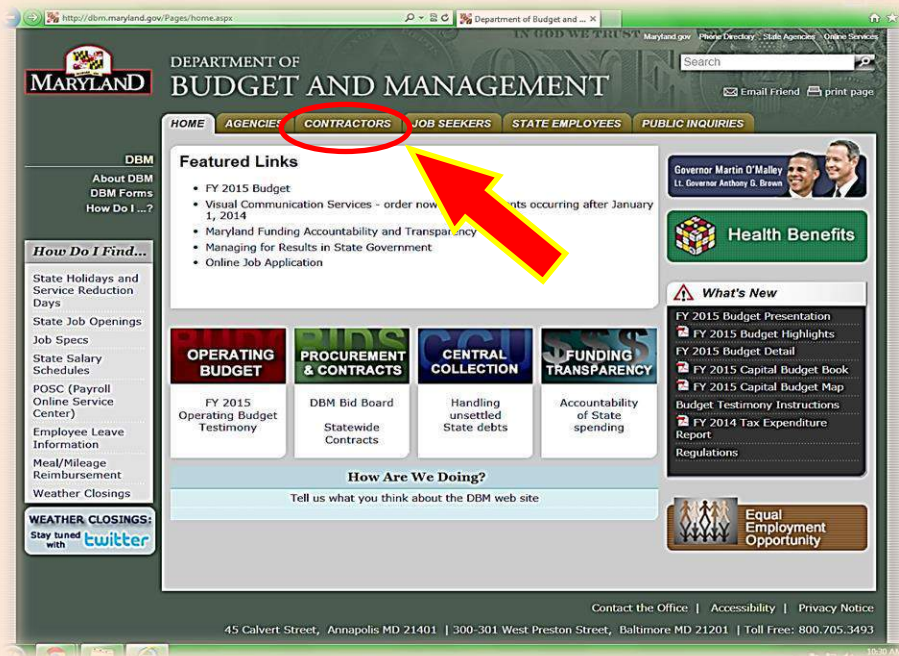 http://dbm.maryland.gov/Pages/home.aspx
Department of Budget and ...
IN GOD WE TRUST
Maryland.gov Phone Directory State Agencies Online Services
MARYLAND
DEPARTMENT OF
BUDGET AND MANAGEMENT
Search
Email Friend print page
HOME AGENCIES CONTRACTORS JOB SEEKERS STATE EMPLOYEES PUBLIC INQUIRIES
DBM
About DBM
DBM Forms
How Do I ...?
How Do I Find...
State Holidays and
Service Reduction
Days
State Job Openings
Job Specs
State Salary
Schedules
POSC (Payroll
Online Service
Center)
Employee Leave
Information
Meal/Mileage
Reimbursement
Weather Closings
WEATHER CLOSINGS:
Stay tuned
with twitter
Featured Links
• FY 2015 Budget
• Visual Communication Services - order now occurring after January
1, 2014
• Maryland Funding Accountability and Transparency
• Managing for Results in State Government
• Online Job Application
OPERATING
BUDGET
FY 2015
Operating Budget
Testimony
BIDS
PROCUREMENT
& CONTRACTS
DBM Bid Board
Statewide
Contracts
CCU
CENTRAL
COLLECTION
Handling
unsettled
State debts
$$$
FUNDING
TRANSPARENCY
Accountability
of State
spending
How Are We Doing?
Tell us what you think about the DBM web site
Governor Martin O'Malley
Lt. Governor Anthony G. Brown
Health Benefits
What's New
FY 2015 Budget Presentation
FY 2015 Budget Highlights
FY 2015 Budget Detail
FY 2015 Capital Budget Book
FY 2015 Capital Budget Map
Budget Testimony Instructions
FY 2014 Tax Expenditure
Report
Regulations
Equal
Employment
Opportunity
Contact the Office | Accessibility | Privacy Notice
45 Calvert Street, Annapolis MD 21401 | 300-301 West Preston Street, Baltimore MD 21201 | Toll Free: 800.705.3493
10:30 AM